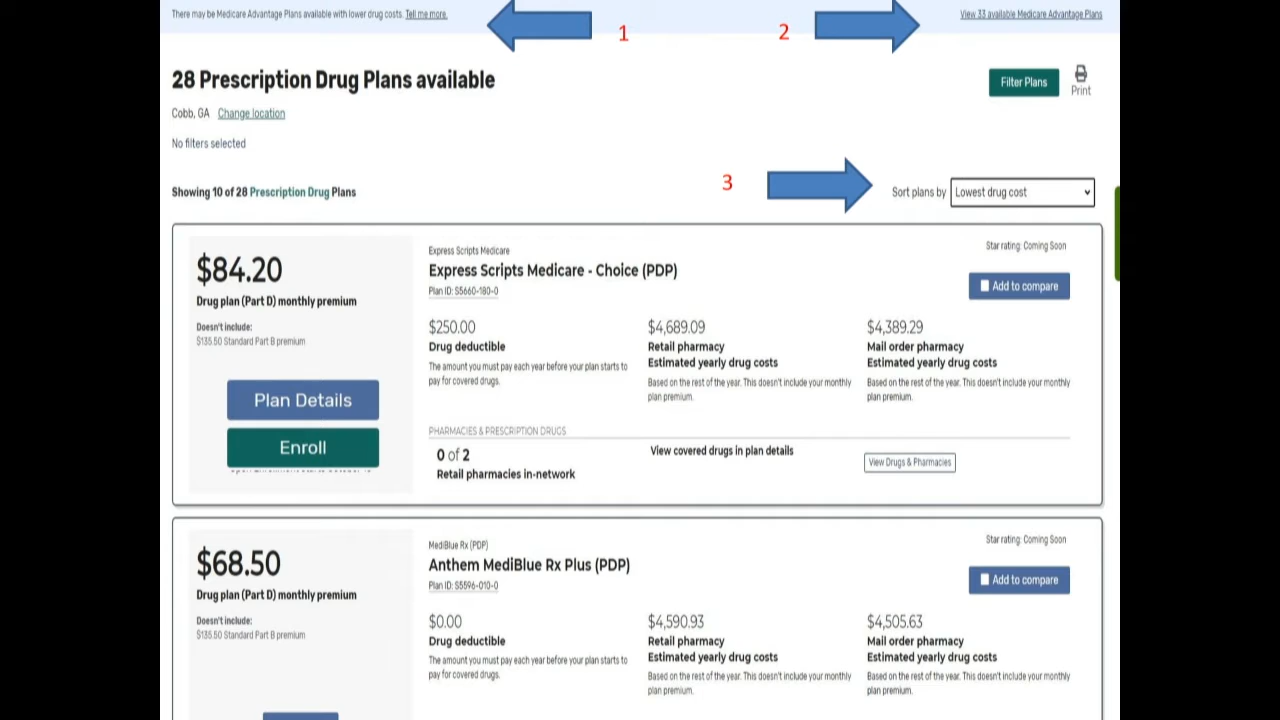 There may be Medicare Advantage Plans available with lower drug costs. Tell me more.
1
2
View 33 available Medicare Advantage Plans
28 Prescription Drug Plans available
Filter Plans
Print
Cobb, GA Change location
No filters selected
Showing 10 of 28 Prescription Drug Plans
3
Sort plans by Lowest drug cost
$84.20
Drug plan (Part D) monthly premium
Doesn't include:
$135.50 Standard Part B premium
Plan Details
Enroll
Express Scripts Medicare
Star rating: Coming Soon
Express Scripts Medicare - Choice (PDP)
Plan ID: S5660-180-0
Add to compare
$250.00
Drug deductible
The amount you must pay each year before your plan starts to
pay for covered drugs.
$4,689.09
Retail pharmacy
Estimated yearly drug costs
Based on the rest of the year. This doesn't include your monthly
plan premium.
$4,389.29
Mail order pharmacy
Estimated yearly drug costs
Based on the rest of the year. This doesn't include your monthly
plan premium.
PHARMACIES & PRESCRIPTION DRUGS
0 of 2
Retail pharmacies in-network
View covered drugs in plan details
View Drugs & Pharmacies
$68.50
Drug plan (Part D) monthly premium
Doesn't include:
$135.50 Standard Part B premium
MediBlue Rx (PDP)
Star rating: Coming Soon
Anthem MediBlue Rx Plus (PDP)
Plan ID: S5596-010-0
Add to compare
$0.00
Drug deductible
The amount you must pay each year before your plan starts to
pay for covered drugs.
$4,590.93
Retail pharmacy
Estimated yearly drug costs
Based on the rest of the year. This doesn't include your monthly
plan premium.
$4,505.63
Mail order pharmacy
Estimated yearly drug costs
Based on the rest of the year. This doesn't include your monthly
plan premium.